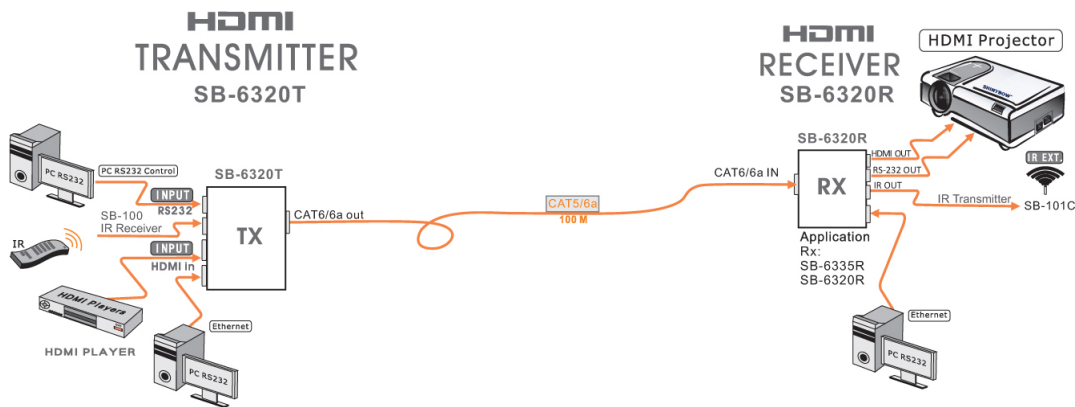 HDMI
TRANSMITTER
SB-6320T
HDMI
RECEIVER
SB-6320R
HDMI Projector
SHINYBOW
PC RS232
PC RS232 Control
INPUT
RS232
SB-100
IR Receiver
IR
INPUT
HDMI in
HDMI Players
HDMI PLAYER
Ethernet
PC RS232
SB-6320T
TX
CAT6/6a out
CAT5/6a
100 M
CAT6/6a IN
SB-6320R
RX
HDMI OUT
RS-232 OUT
IR OUT
IR Transmitter
IR EXT.
SB-101C
Application
Rx:
SB-6335R
SB-6320R
Ethernet
PC RS232